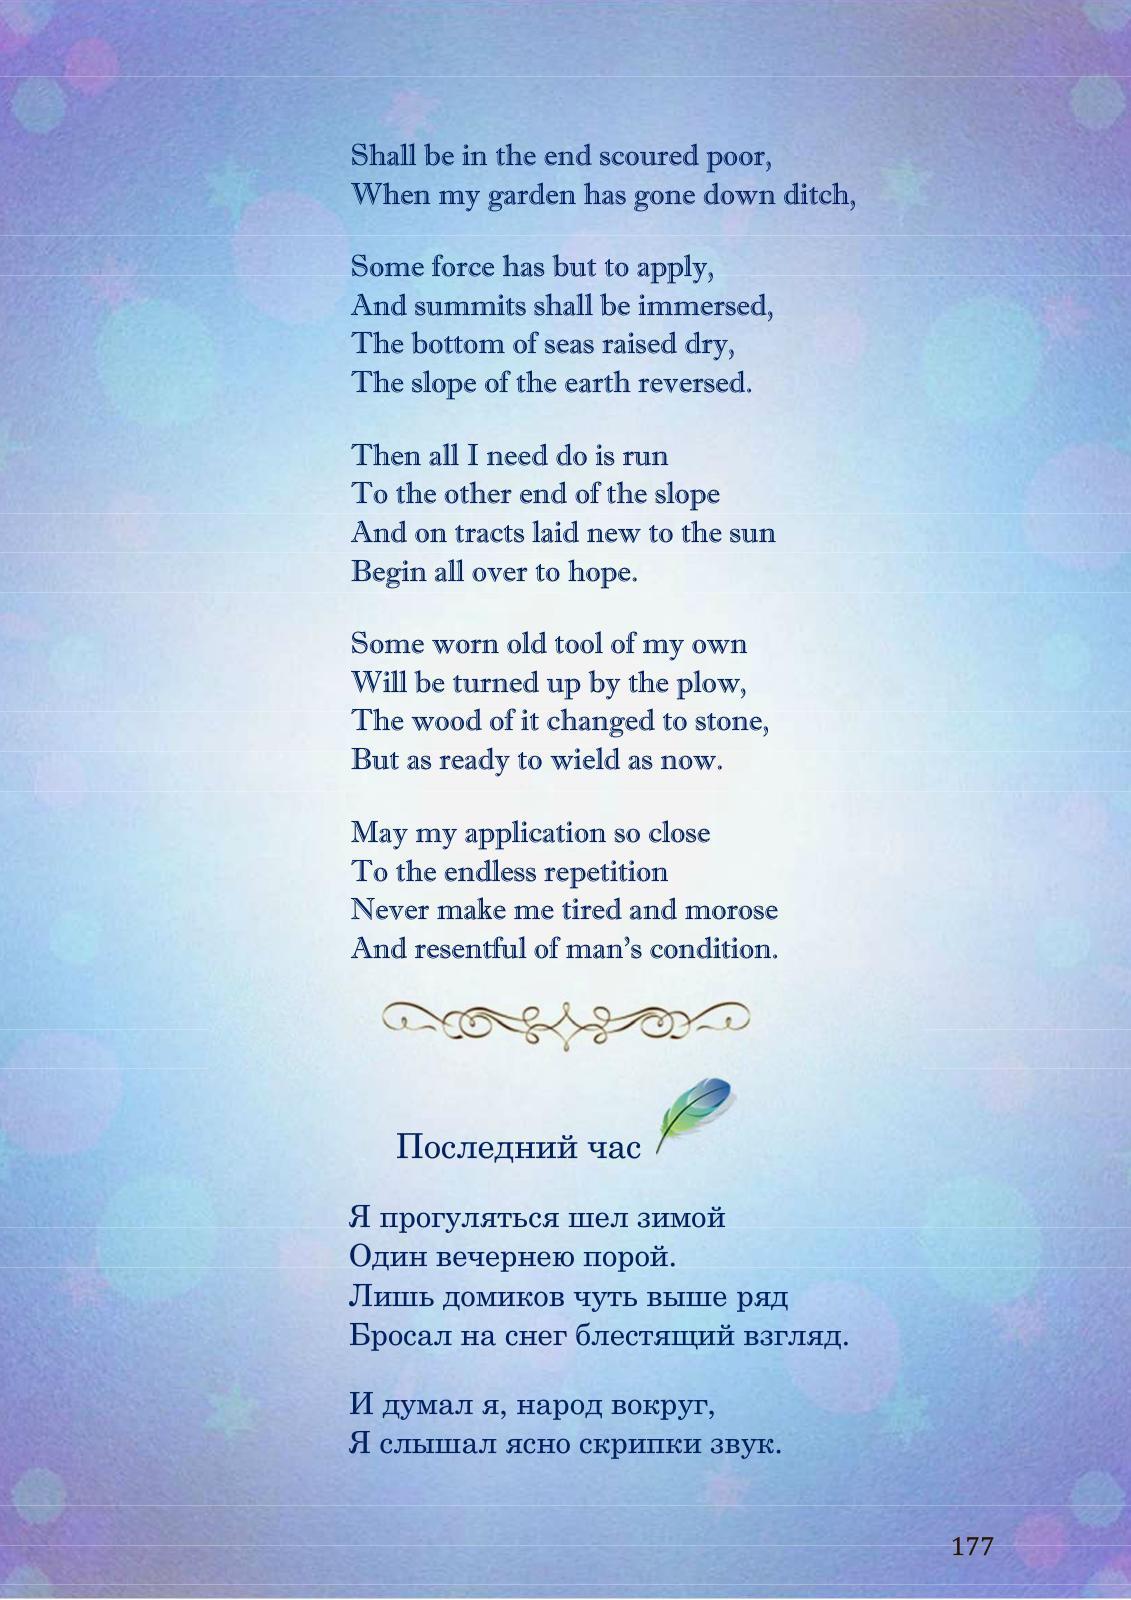 Shall be in the end scoured poor,
When my garden has gone down ditch,
Some force has but to apply,
And summits shall be immersed,
The bottom of seas raised dry,
The slope of the earth reversed.
Then all I need do is run
To the other end of the slope
And on tracts laid new to the sun
Begin all over to hope.
Some worn old tool of my own
Will be turned up by the plow,
The wood of it changed to stone,
But as ready to wield as now.
May my application so close
To the endless repetition
Never make me tired and morose
And resentful of man’s condition.
Последний час
Я прогуляться шел зимой
Один вечернею порой.
Лишь домиков чуть выше ряд
Бросал на снег блестящий взгляд.
И думал я, народ вокруг,
Я слышал ясно скрипки звук.
177